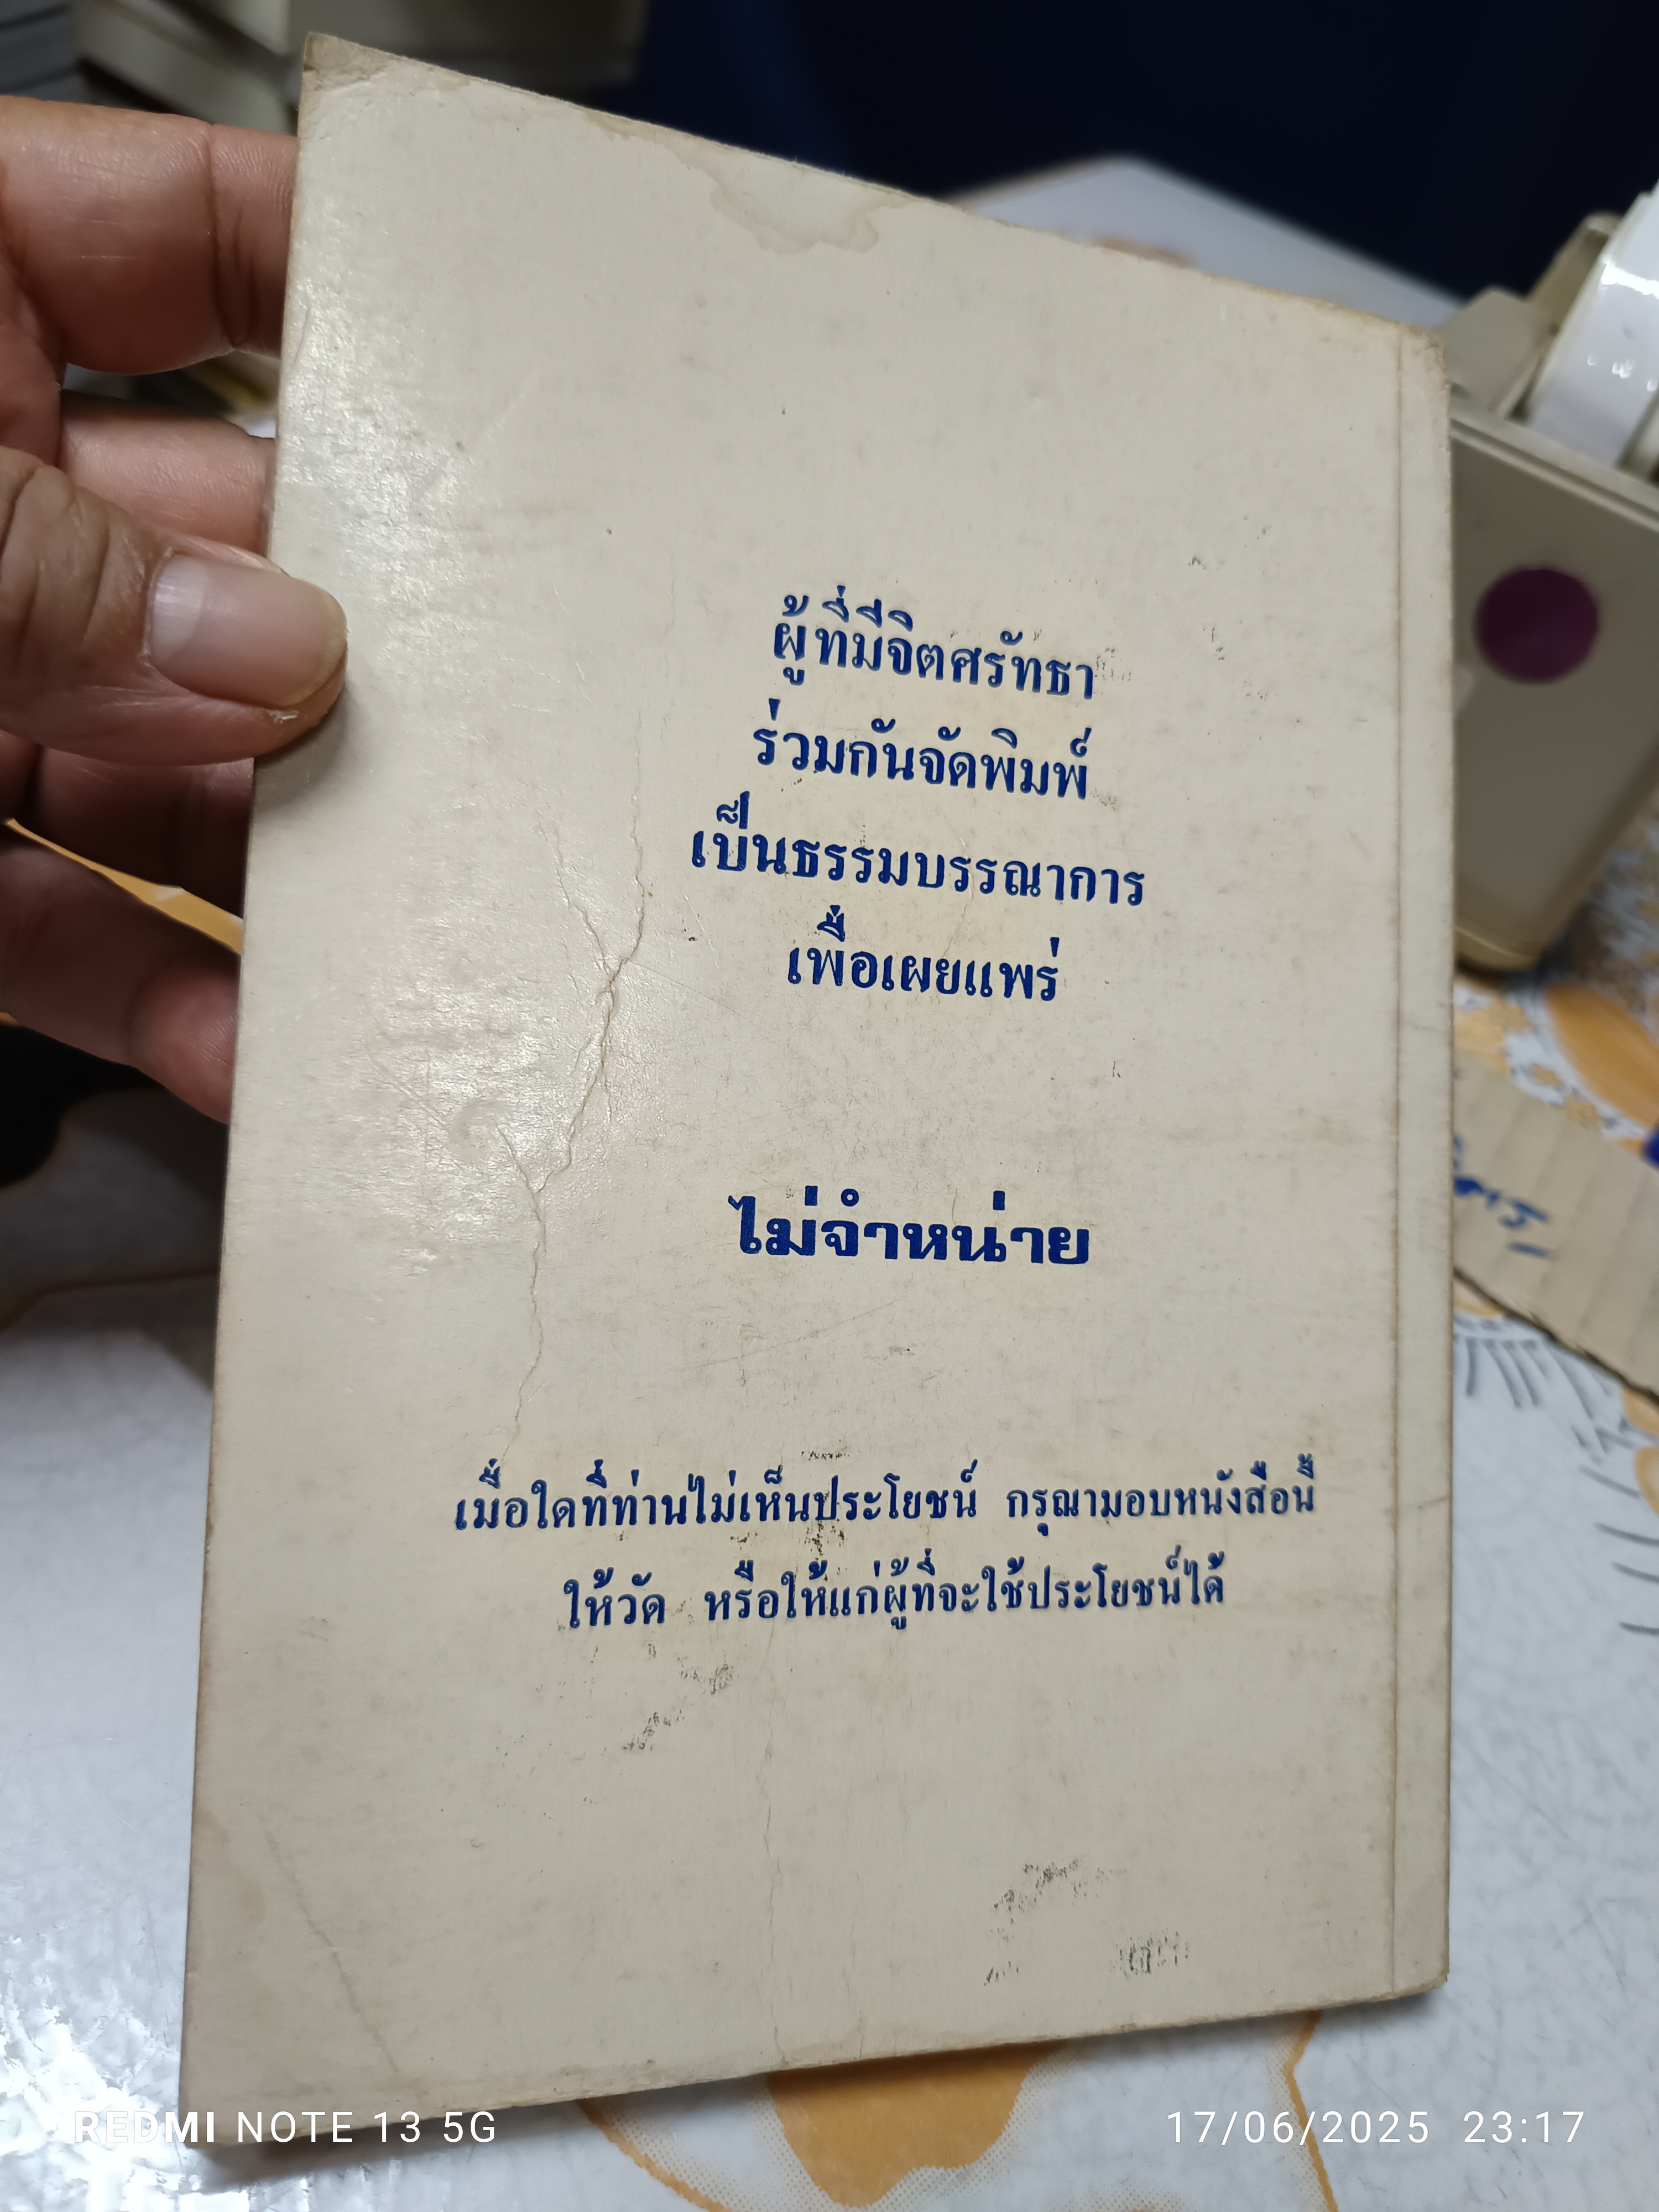 ผู้ที่มีจิตศรัทธา
ร่วมกันจัดพิมพ์
เป็นธรรมบรรณาการ
เพื่อเผยแพร่
ไม่จำหน่าย
เมื่อใดที่ท่านไม่เห็นประโยชน์ กรุณามอบหนังสือนี้
ให้วัด หรือให้แก่ผู้ที่จะใช้ประโยชน์ได้
REDMI NOTE 13 5G
17/06/2025 23:17